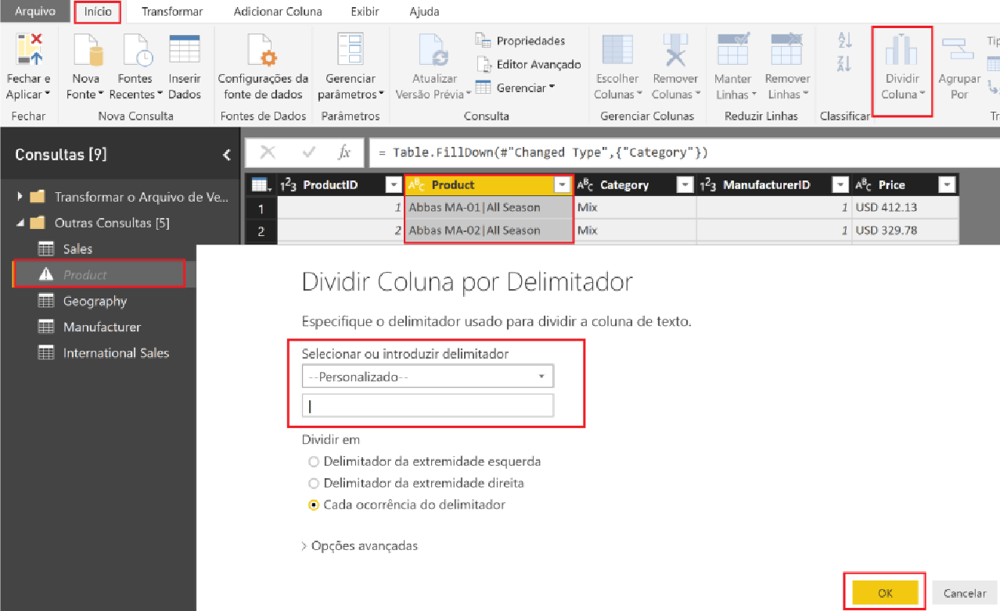 Arquivo Início Transformar Adicionar Coluna Exibir Ajuda
Fechar e Aplicar
Nova Fonte
Fontes Recentes
Inserir Dados
Configurações da fonte de dados
Gerenciar parâmetros
Atualizar Versão Prévia
Propriedades
Editor Avançado
Gerenciar
Escolher Colunas
Remover Colunas
Manter Linhas
Remover Linhas
A Z
Z A
Dividir Coluna
Agrupar Por
Fechar Nova Consulta Fontes de Dados Parâmetros Consulta Gerenciar Colunas Reduzir Linhas Classificar
Consultas [9]
fx = Table.FillDown(#"Changed Type",{"Category"})
Transformar o Arquivo de Ve...
Outras Consultas [5]
Sales
Product
Geography
Manufacturer
International Sales
123 ProductID ABC Product ABC Category 123 ManufacturerID ABC Price
1 1 Abbas MA-01|All Season Mix 1 USD 412.13
2 2 Abbas MA-02|All Season Mix 1 USD 329.78
Dividir Coluna por Delimitador
Especifique o delimitador usado para dividir a coluna de texto.
Selecionar ou introduzir delimitador
--Personalizado--
|
Dividir em
Delimitador da extremidade esquerda
Delimitador da extremidade direita
Cada ocorrência do delimitador
Opções avançadas
OK Cancelar